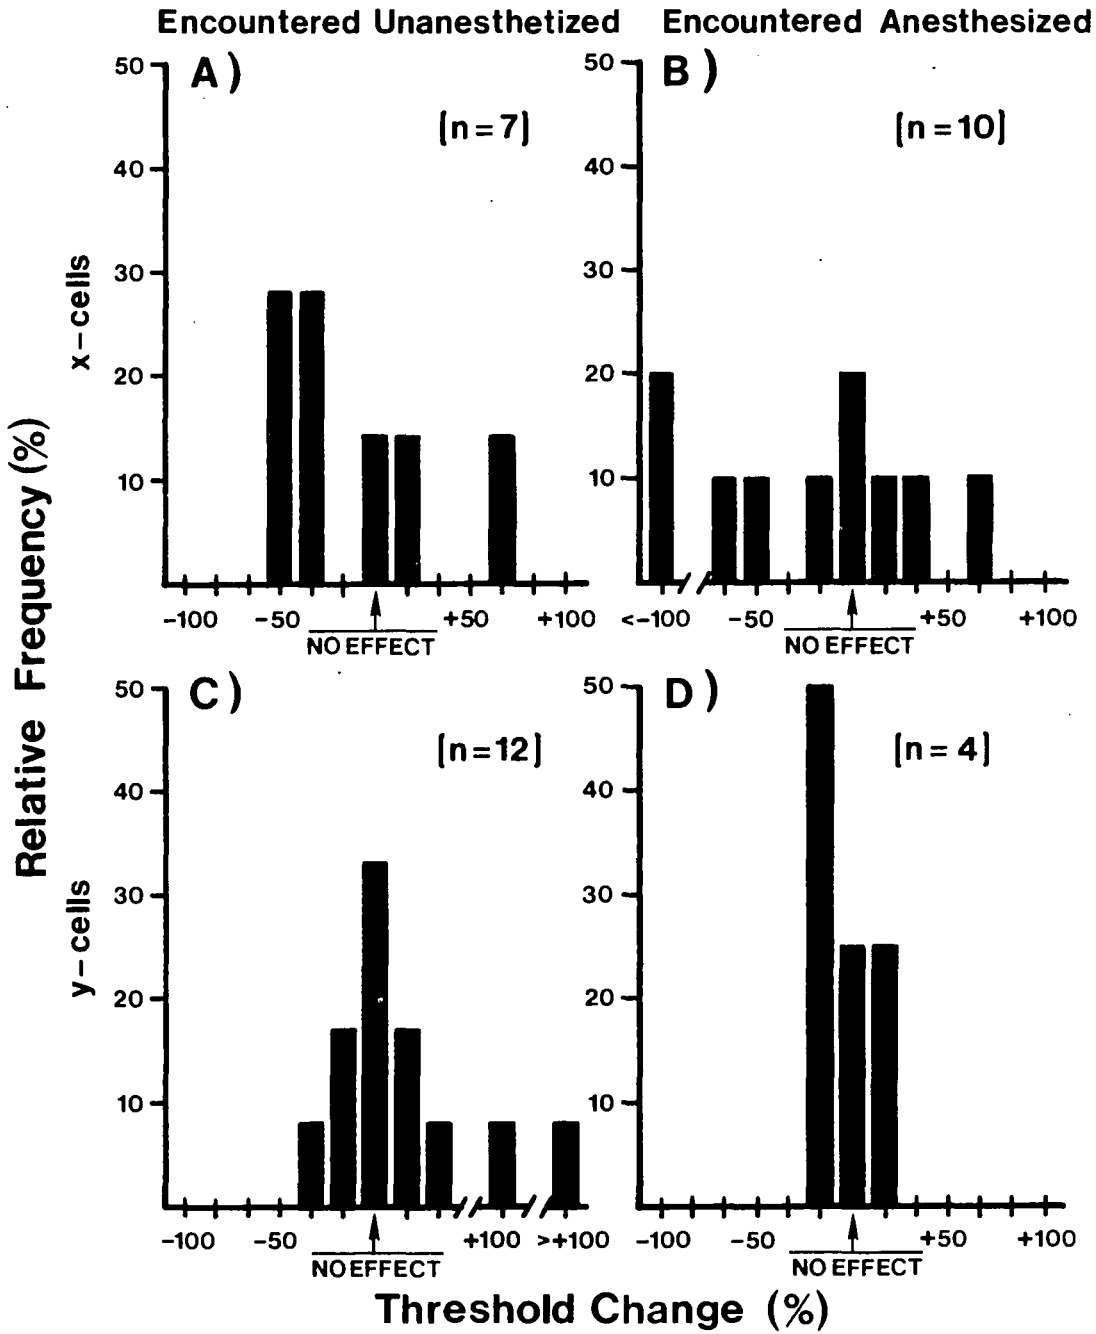 Encountered Unanesthetized Encountered Anesthesized
A) [n=7]
50
40
30
20
10
-100 -50 +50 +100
NO EFFECT
B) [n=10]
50
40
30
20
10
<-100 -50 +50 +100
NO EFFECT
x-cells
C) [n=12]
50
40
30
20
10
-100 -50 +100 >+100
NO EFFECT
D) [n=4]
50
40
30
20
10
-100 -50 +50 +100
NO EFFECT
y-cells
Relative Frequency (%)
Threshold Change (%)